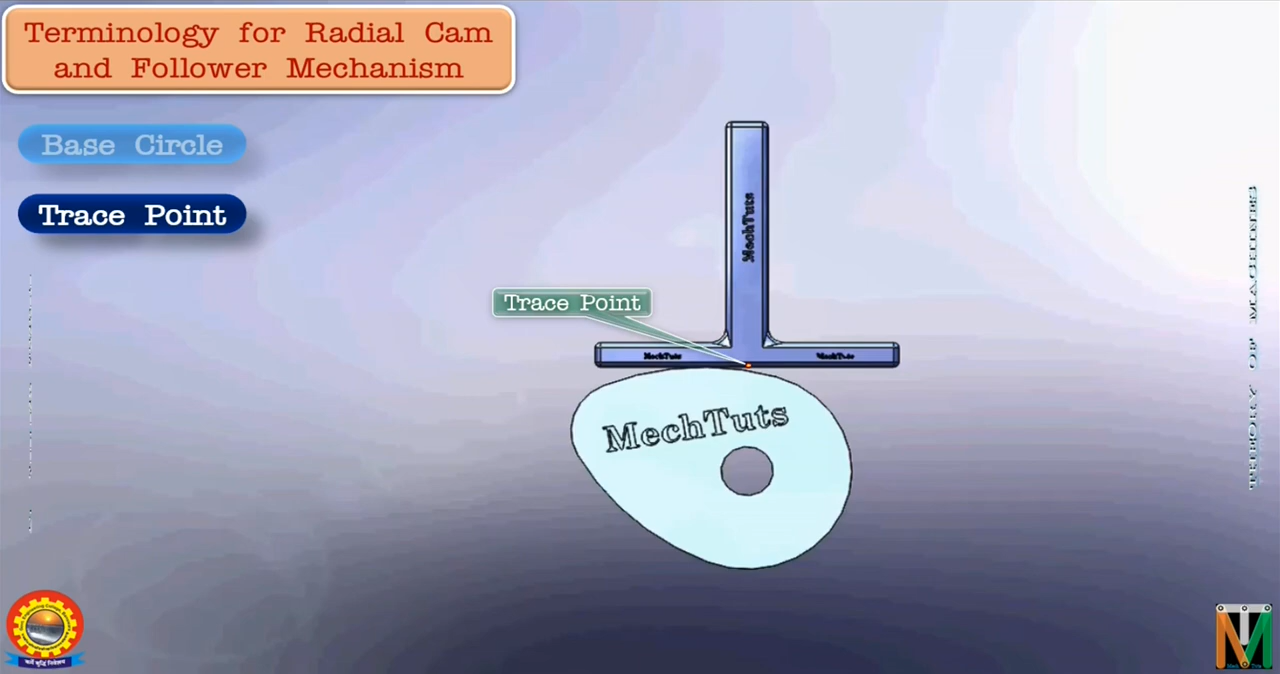 Terminology for Radial Cam
and Follower Mechanism
Base Circle
Trace Point
MechTuts
Trace Point
MechTuts
MechTuts
MechTuts
THEORY OF MACHINES